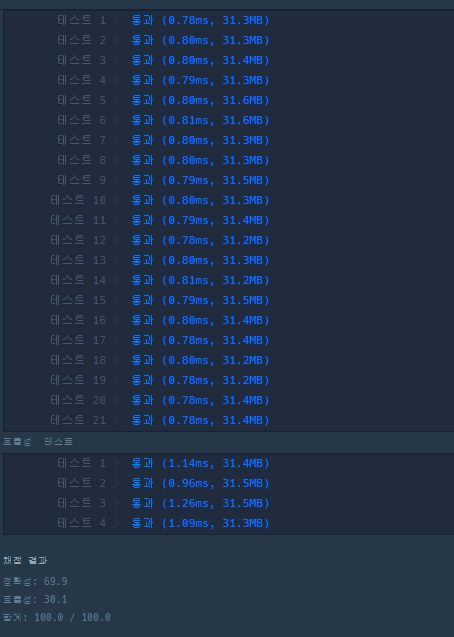 테스트 1 〉 통과 (0.78ms, 31.3MB)
테스트 2 〉 통과 (0.80ms, 31.3MB)
테스트 3 〉 통과 (0.80ms, 31.4MB)
테스트 4 〉 통과 (0.79ms, 31.3MB)
테스트 5 〉 통과 (0.80ms, 31.6MB)
테스트 6 〉 통과 (0.81ms, 31.6MB)
테스트 7 〉 통과 (0.80ms, 31.3MB)
테스트 8 〉 통과 (0.80ms, 31.3MB)
테스트 9 〉 통과 (0.79ms, 31.5MB)
테스트 10 〉 통과 (0.80ms, 31.3MB)
테스트 11 〉 통과 (0.79ms, 31.4MB)
테스트 12 〉 통과 (0.78ms, 31.2MB)
테스트 13 〉 통과 (0.80ms, 31.3MB)
테스트 14 〉 통과 (0.81ms, 31.2MB)
테스트 15 〉 통과 (0.79ms, 31.5MB)
테스트 16 〉 통과 (0.80ms, 31.4MB)
테스트 17 〉 통과 (0.78ms, 31.4MB)
테스트 18 〉 통과 (0.80ms, 31.2MB)
테스트 19 〉 통과 (0.78ms, 31.2MB)
테스트 20 〉 통과 (0.78ms, 31.4MB)
테스트 21 〉 통과 (0.78ms, 31.4MB)
효율성 테스트
테스트 1 〉 통과 (1.14ms, 31.4MB)
테스트 2 〉 통과 (0.96ms, 31.5MB)
테스트 3 〉 통과 (1.26ms, 31.5MB)
테스트 4 〉 통과 (1.09ms, 31.3MB)
채점 결과
정확성: 69.9
효율성: 30.1
합계: 100.0 / 100.0